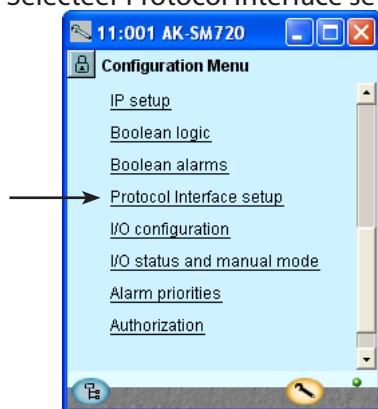 Selecteer Protocol Interface se
11:001 AK-SM720
Configuration Menu
IP setup
Boolean logic
Boolean alarms
Protocol Interface setup
I/O configuration
I/O status and manual mode
Alarm priorities
Authorization